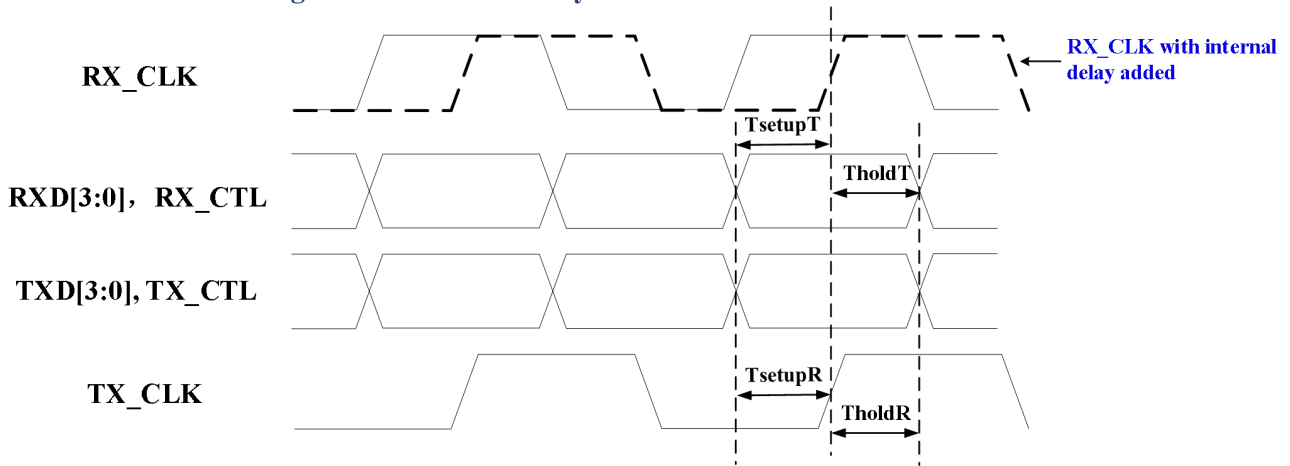 RX_CLK
RX_CLK with internal
delay added
TsetupT
TholdT
RXD[3:0]，RX_CTL
TXD[3:0], TX_CTL
TsetupR
TX_CLK
TholdR